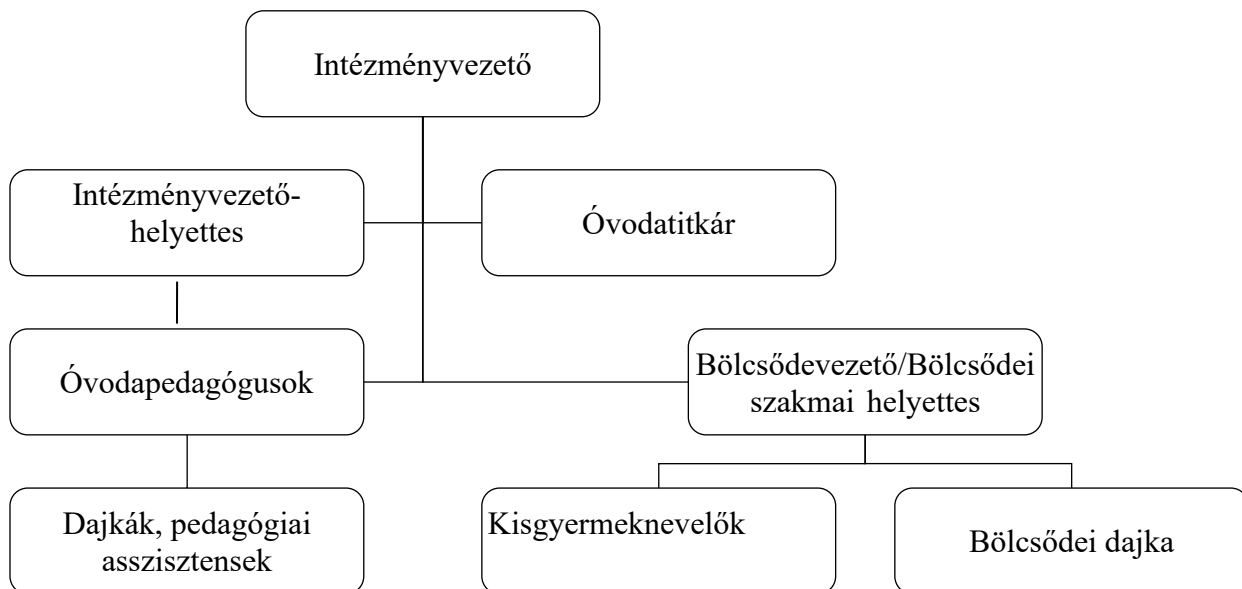 Intézményvezető
Intézményvezető-
helyettes
Óvodatitkár
Óvodapedagógusok
Bölcsődevezető/Bölcsődei
szakmai helyettes
Dajkák, pedagógiai
asszisztensek
Kisgyermeknevelők
Bölcsődei dajka